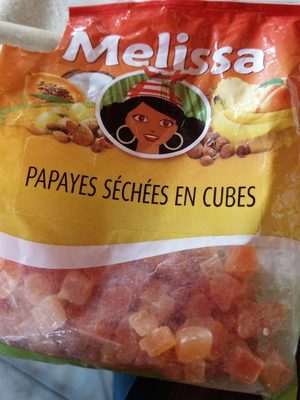 Melissa
PAPAYES SÉCHÉES EN CUBES